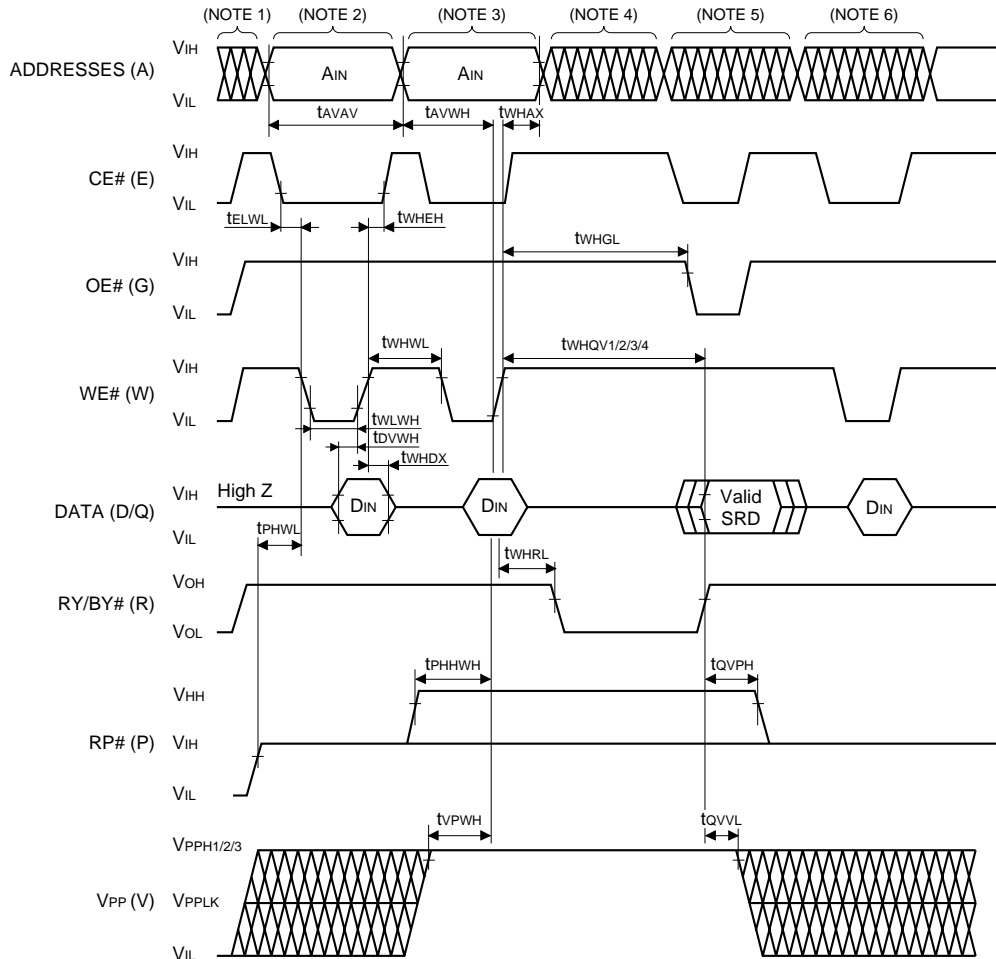 (NOTE 1) (NOTE 2) (NOTE 3) (NOTE 4) (NOTE 5) (NOTE 6)
VIH
ADDRESSES (A) AIN AIN
VIL
tAVAV tAVWH tWHAX
VIH
CE# (E)
VIL
tELWL tWHEH
tWHGL
VIH
OE# (G)
VIL
tWHWL tWHQV1/2/3/4
VIH
WE# (W)
VIL
tWLWH
tDVWH
tWHDX
VIH High Z
DATA (D/Q) DIN DIN Valid SRD DIN
VIL
tPHWL
tWHRL
VOH
RY/BY# (R)
VOL
tPHHWH tQVPH
VHH
RP# (P) VIH
VIL
tVPWH tQVVL
VPPH1/2/3
VPP (V) VPPLK
VIL